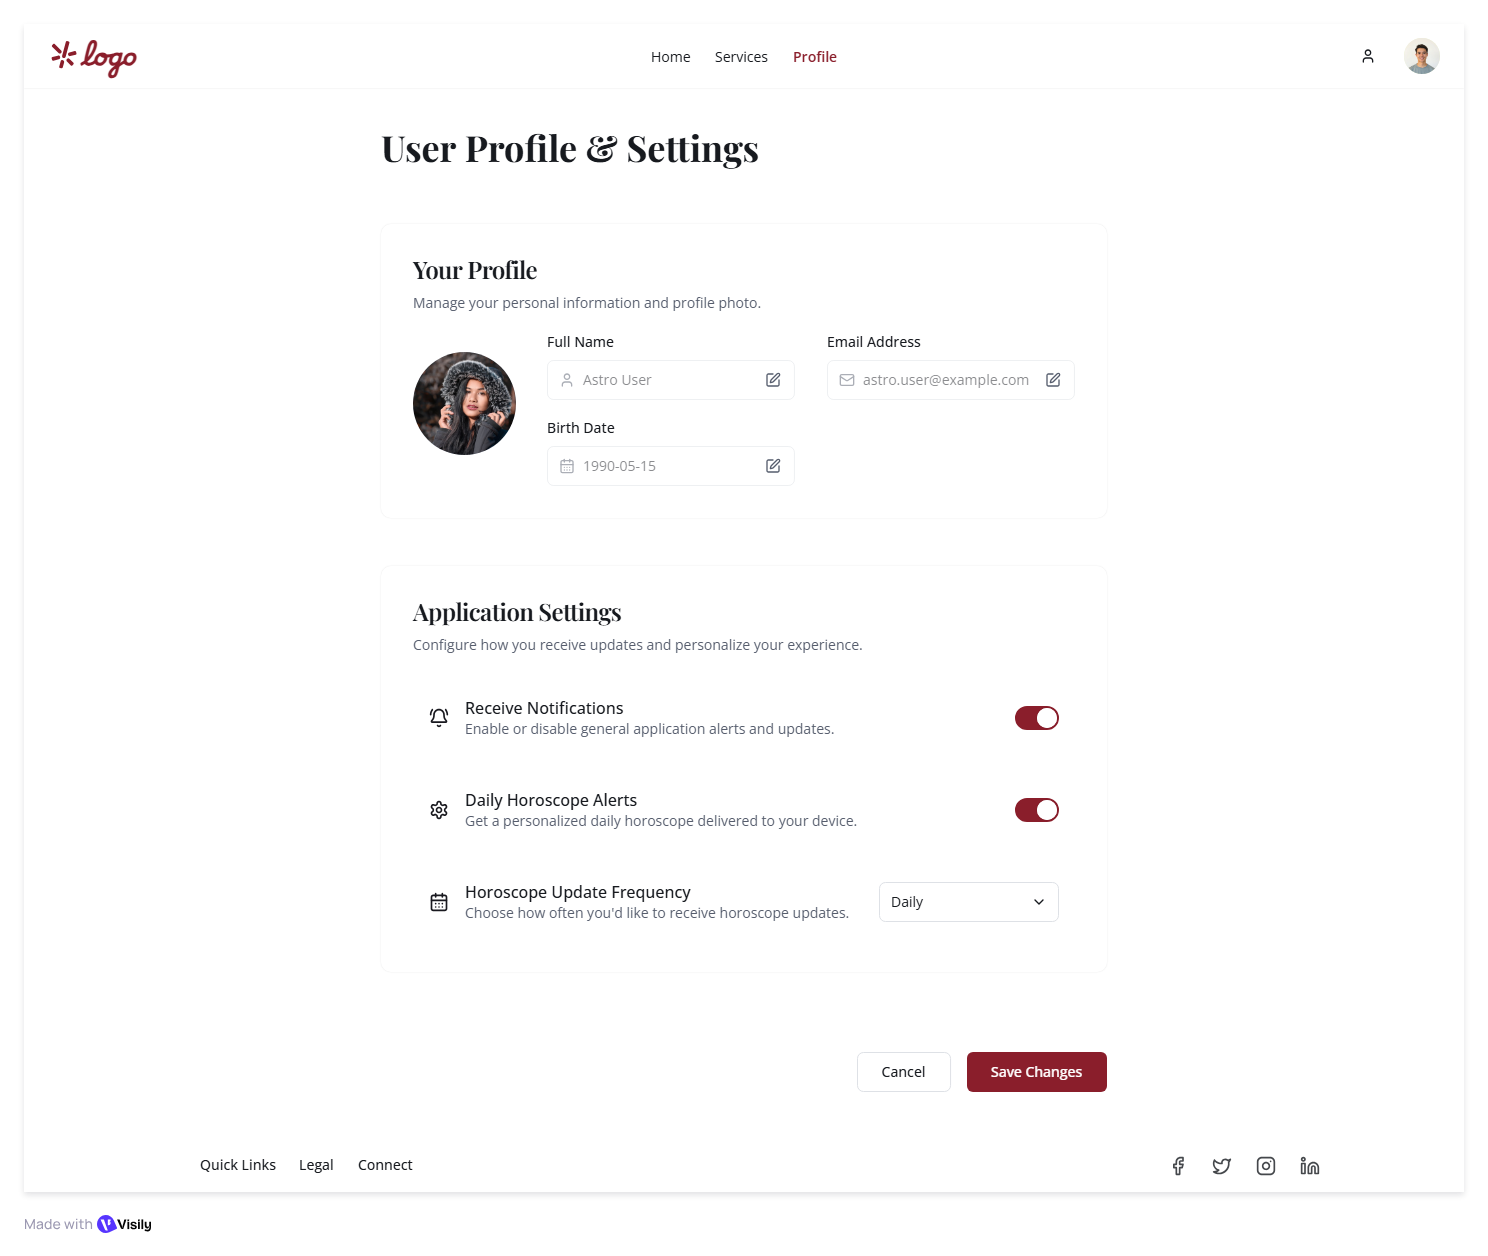 logo
Home
Services
Profile
User Profile & Settings
Your Profile
Manage your personal information and profile photo.
Full Name
Astro User
Email Address
astro.user@example.com
Birth Date
1990-05-15
Application Settings
Configure how you receive updates and personalize your experience.
Receive Notifications
Enable or disable general application alerts and updates.
Daily Horoscope Alerts
Get a personalized daily horoscope delivered to your device.
Horoscope Update Frequency
Choose how often you'd like to receive horoscope updates.
Daily
Cancel
Save Changes
Quick Links
Legal
Connect
Made with Visily